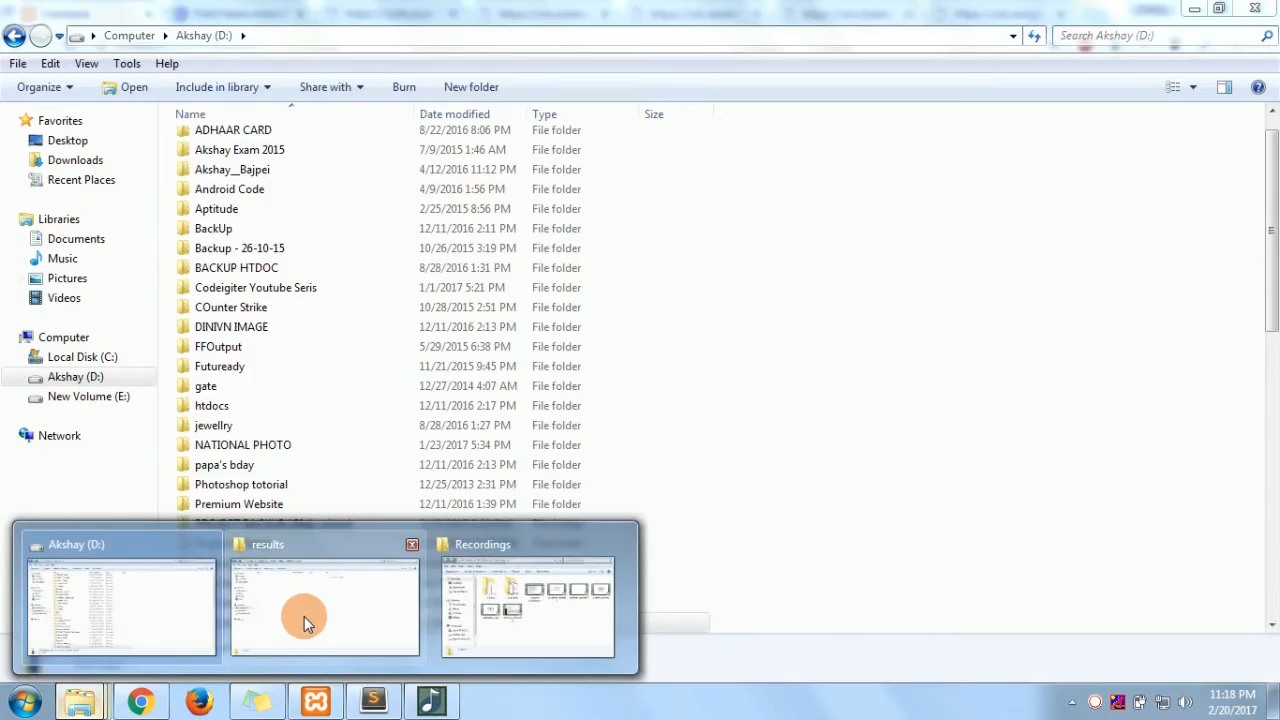 Computer Akshay (D:) Search Akshay (D:)
File Edit View Tools Help
Organize Open Include in library Share with Burn New folder
Name Date modified Type Size
Favorites
Desktop
Downloads
Recent Places
Libraries
Documents
Music
Pictures
Videos
Computer
Local Disk (C:)
Akshay (D:)
New Volume (E:)
Network
ADHAAR CARD 8/22/2016 8:06 PM File folder
Akshay Exam 2015 7/9/2015 1:46 AM File folder
Akshay__Bajpei 4/12/2016 11:12 PM File folder
Android Code 4/9/2016 1:56 PM File folder
Aptitude 2/25/2015 8:56 PM File folder
BackUp 12/11/2016 2:11 PM File folder
Backup - 26-10-15 10/26/2015 3:19 PM File folder
BACKUP HTDOC 8/28/2016 1:31 PM File folder
Codeigiter Youtube Seris 1/1/2017 5:21 PM File folder
COunter Strike 10/28/2015 2:51 PM File folder
DINIVN IMAGE 12/11/2016 2:13 PM File folder
FFOutput 5/29/2015 6:38 PM File folder
Futuready 11/21/2015 9:45 PM File folder
gate 12/27/2014 4:07 AM File folder
htdocs 12/11/2016 2:17 PM File folder
jewellry 8/28/2016 1:27 PM File folder
NATIONAL PHOTO 1/23/2017 5:34 PM File folder
papa's bday 12/11/2016 2:13 PM File folder
Photoshop totorial 12/25/2013 2:31 PM File folder
Premium Website 12/11/2016 1:39 PM File folder
Akshay (D:) results Recordings
11:18 PM
2/20/2017